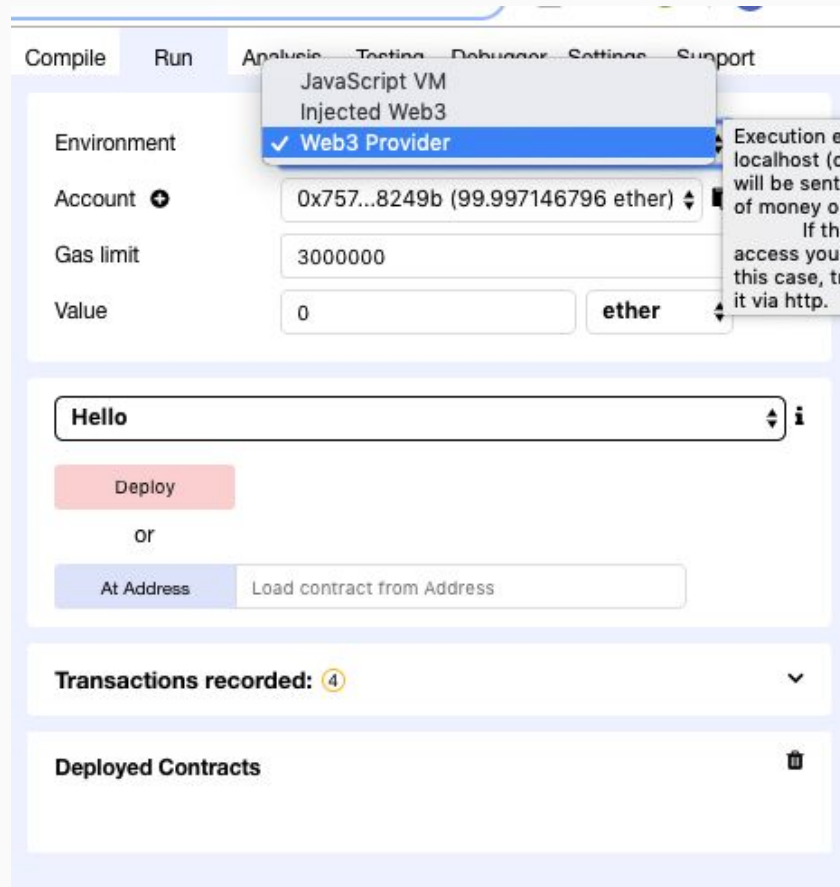 Compile Run Analysis Testing Debugger Settings Support
JavaScript VM
Injected Web3
Environment ✓ Web3 Provider
Execution
localhost
will be sent
of money
If
access you
this case,
it via http.
Account 0x757...8249b (99.997146796 ether)
Gas limit 3000000
Value 0 ether
Hello
Deploy
or
At Address Load contract from Address
Transactions recorded: 4
Deployed Contracts